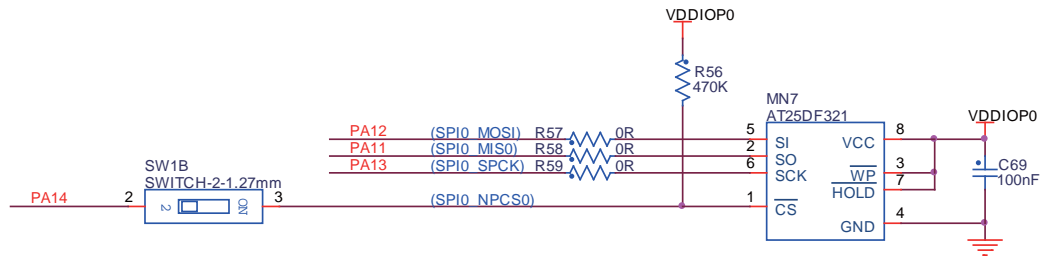 VDDIOP0
R56
470K
MN7
AT25DF321
VDDIOP0
PA12 (SPI0_MOSI) R57 0R 5 SI VCC 8
PA11 (SPI0_MIS0) R58 0R 2 SO
PA13 (SPI0_SPCK) R59 0R 6 SCK WP 3
HOLD 7
C69
100nF
SW1B
SWITCH-2-1.27mm
PA14 2 2 ON 3 (SPI0_NPCS0) 1 CS
GND 4